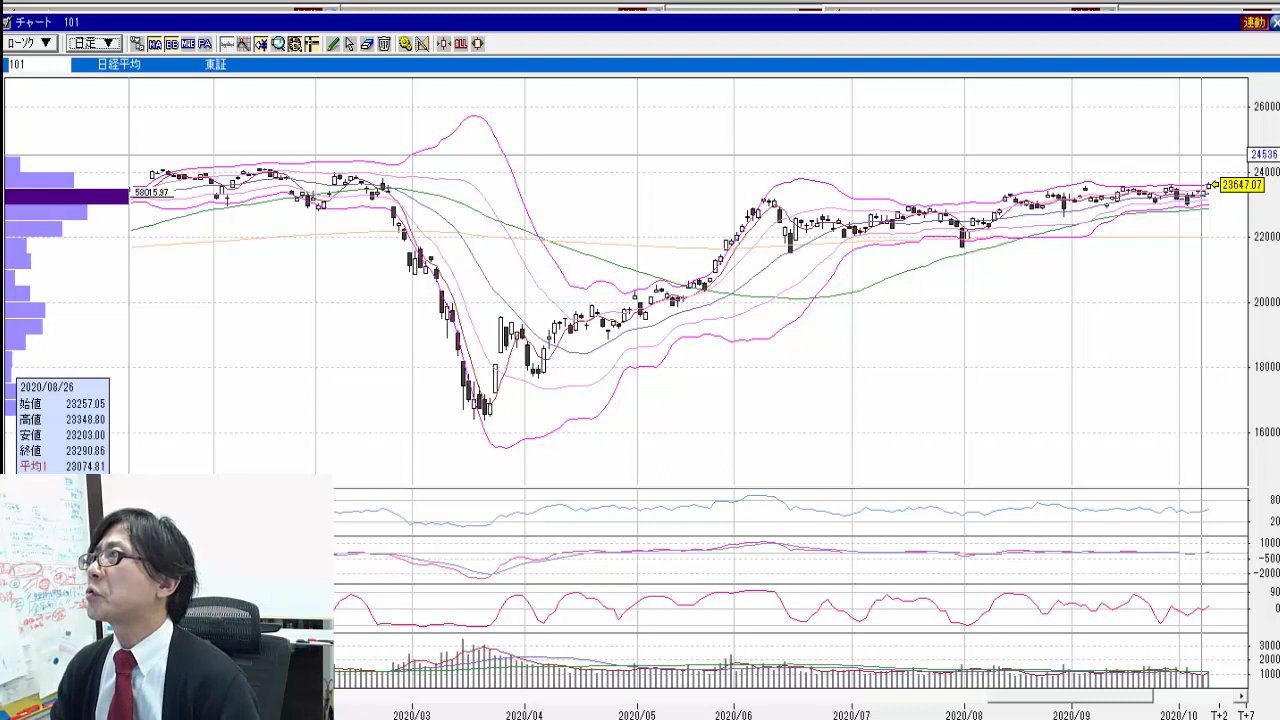 チャート 101
連動
ローソク 日足 MA BB MRE FA
101 日経平均 東証
26000
24536
24000
58015.97
23647.07
22000
20000
18000
16000
2020/08/26
始値 23257.05
高値 23348.80
安値 23203.00
終値 23290.86
平均1 23074.81
80
20
1000
-500
-2000
90
0
3000
2000
1000
2020/03 2020/04 2020/05 2020/06 2020/07 2020/08 2020/09 2020/10 T+2 T+7